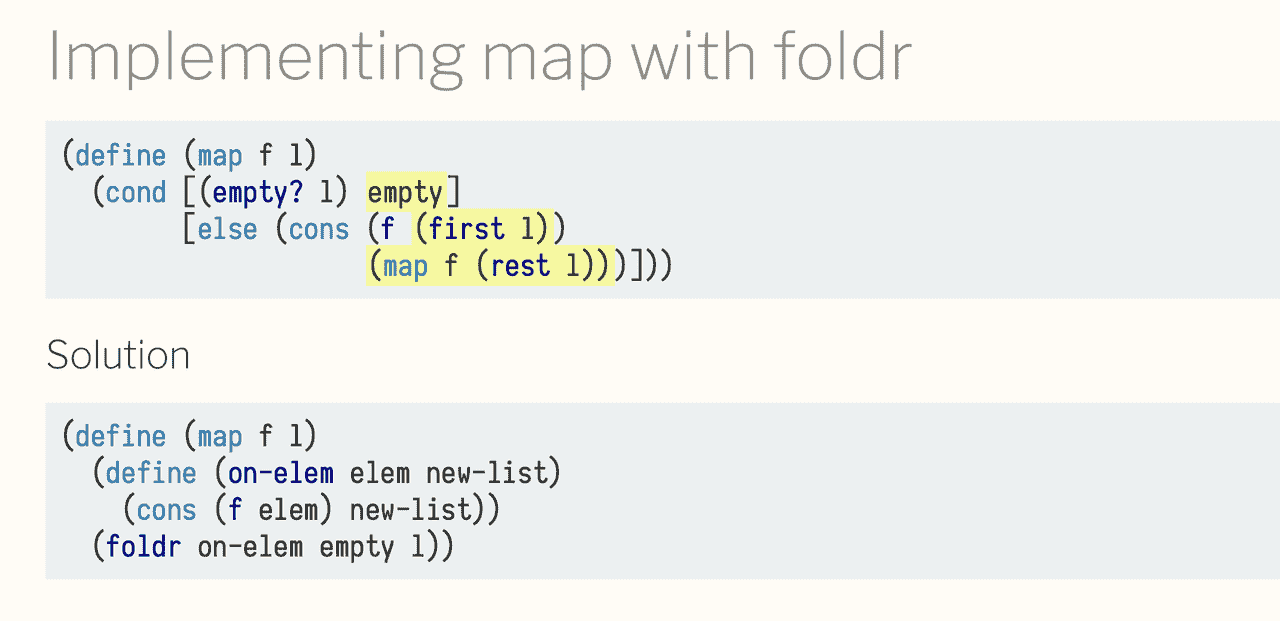 Implementing map with foldr
(define (map f l)
  (cond [(empty? l) empty]
        [else (cons (f (first l))
                    (map f (rest l)))]))
Solution
(define (map f l)
  (define (on-elem elem new-list)
    (cons (f elem) new-list))
  (foldr on-elem empty l))